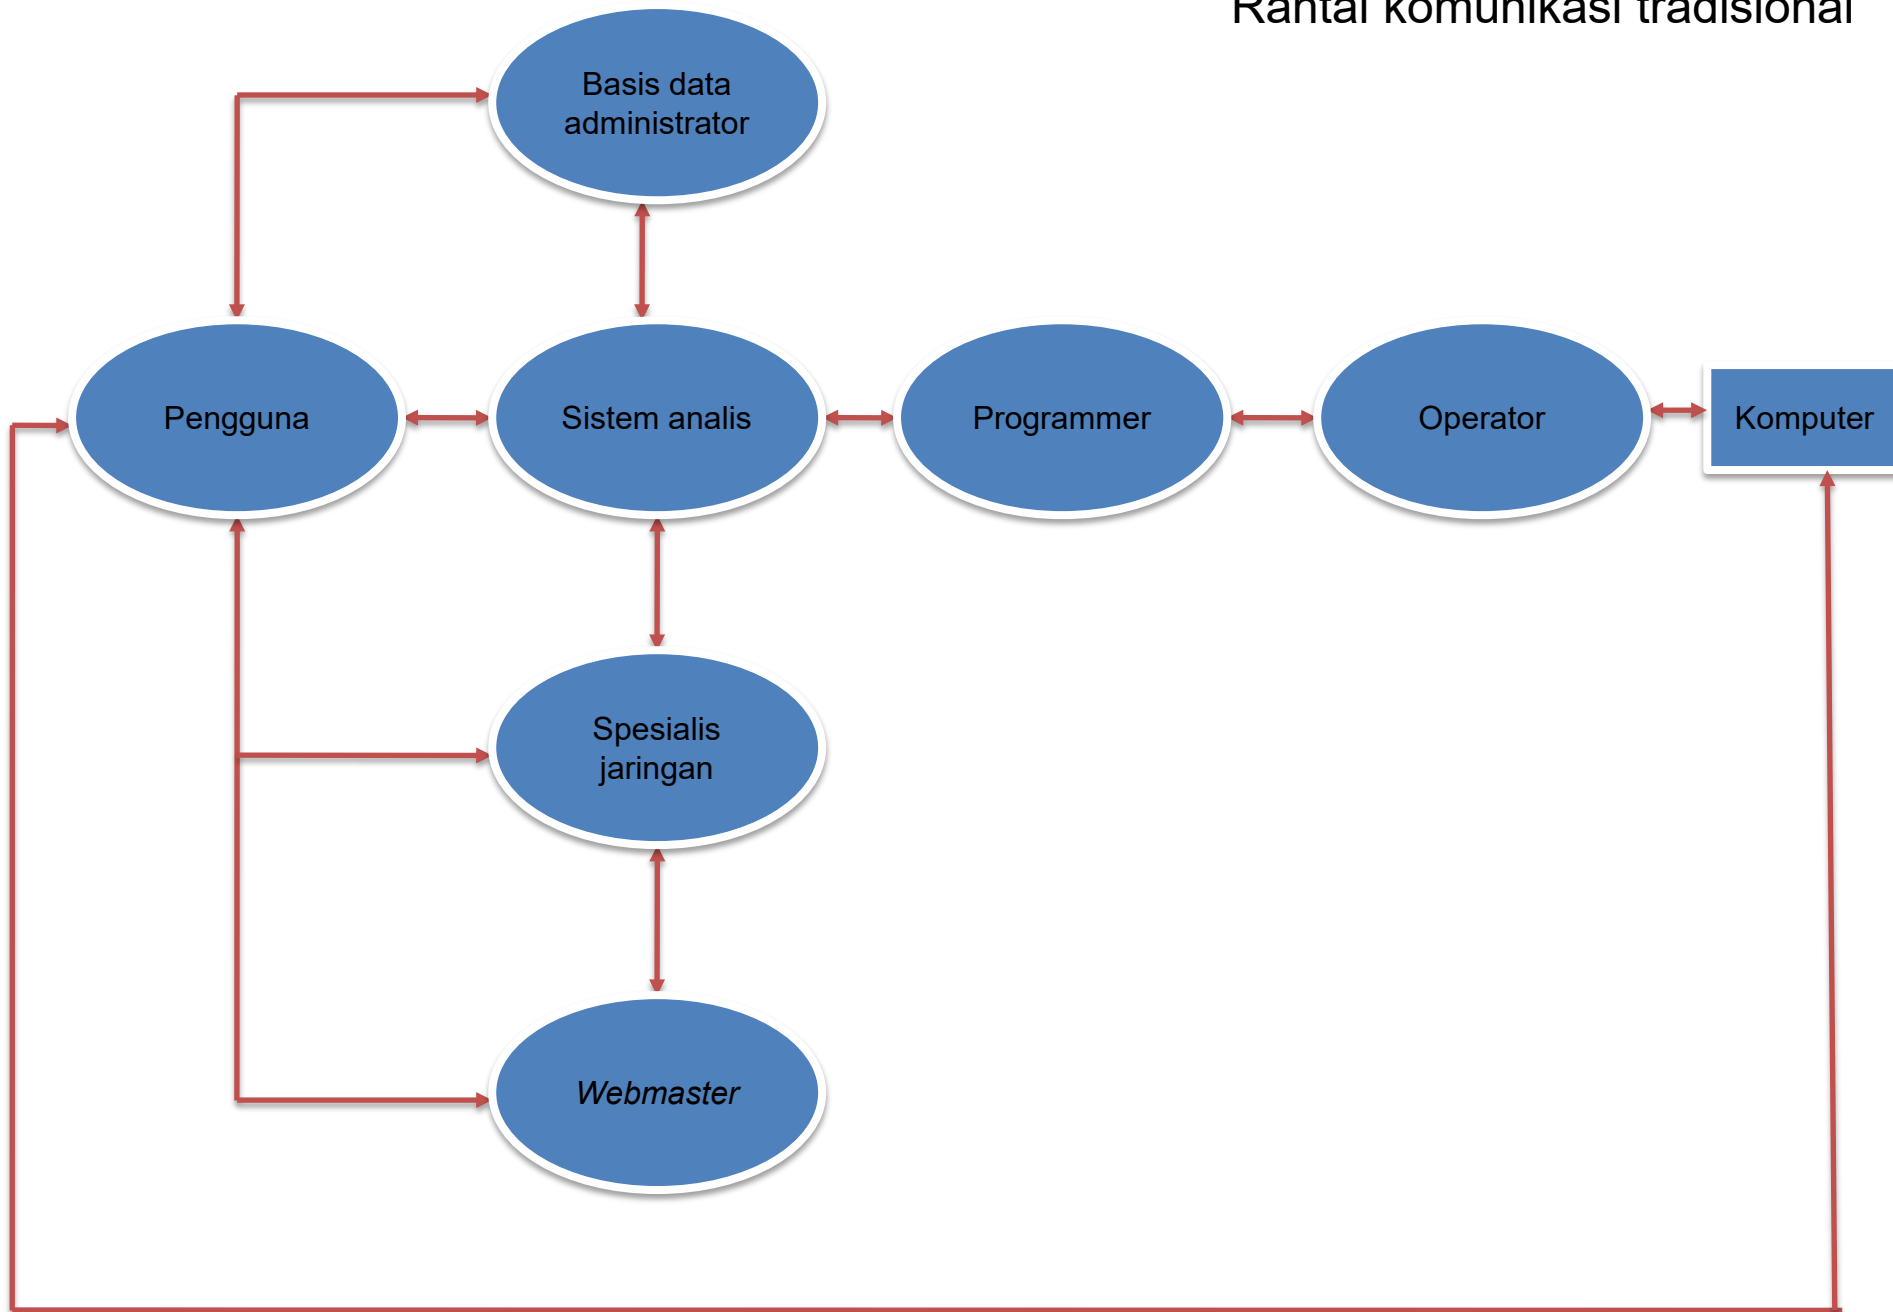 Rantai komunikasi tradisional
Basis data
administrator
Pengguna
Sistem analis
Programmer
Operator
Komputer
Spesialis
jaringan
Webmaster